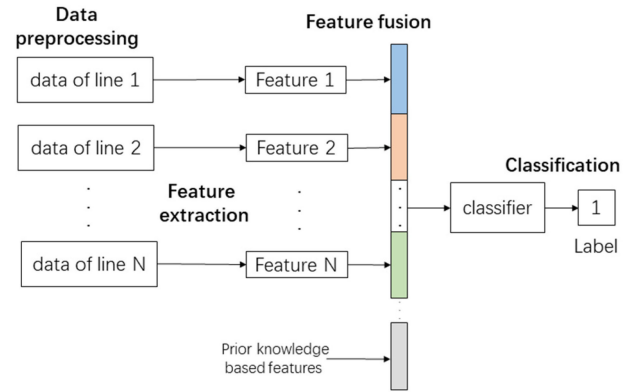 Data
preprocessing
Feature fusion
data of line 1
Feature 1
data of line 2
Feature 2
Feature
extraction
Classification
classifier
1
Label
data of line N
Feature N
Prior knowledge
based features